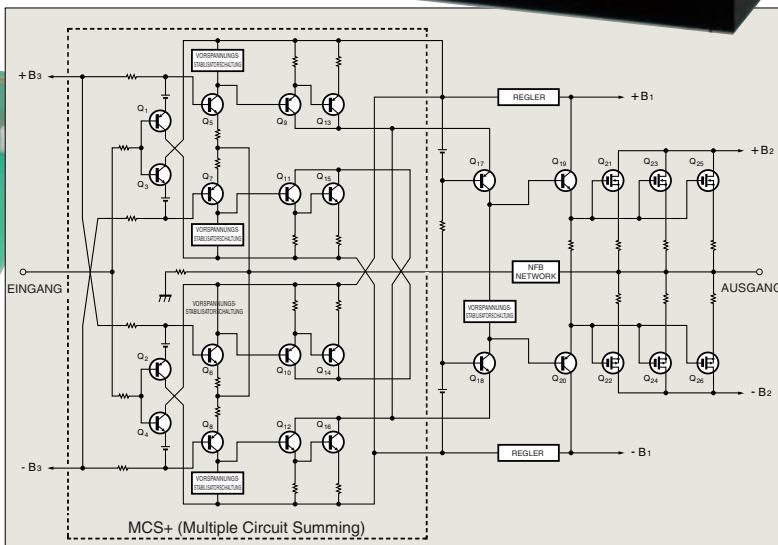 VORSPANNUNGS-
STABILISATORSCHALTUNG
+B3
Q1
Q5
Q9
Q13
REGLER
+B1
Q3
Q17
Q19
Q21
Q23
Q25
+B2
Q7
Q11
Q15
VORSPANNUNGS-
STABILISATORSCHALTUNG
EINGANG
NFB
NETWORK
AUSGANG
VORSPANNUNGS-
STABILISATORSCHALTUNG
VORSPANNUNGS-
STABILISATORSCHALTUNG
Q2
Q6
Q10
Q14
Q18
Q20
Q22
Q24
Q26
- B2
Q4
Q8
Q12
Q16
- B3
VORSPANNUNGS-
STABILISATORSCHALTUNG
REGLER
- B1
MCS+ (Multiple Circuit Summing)